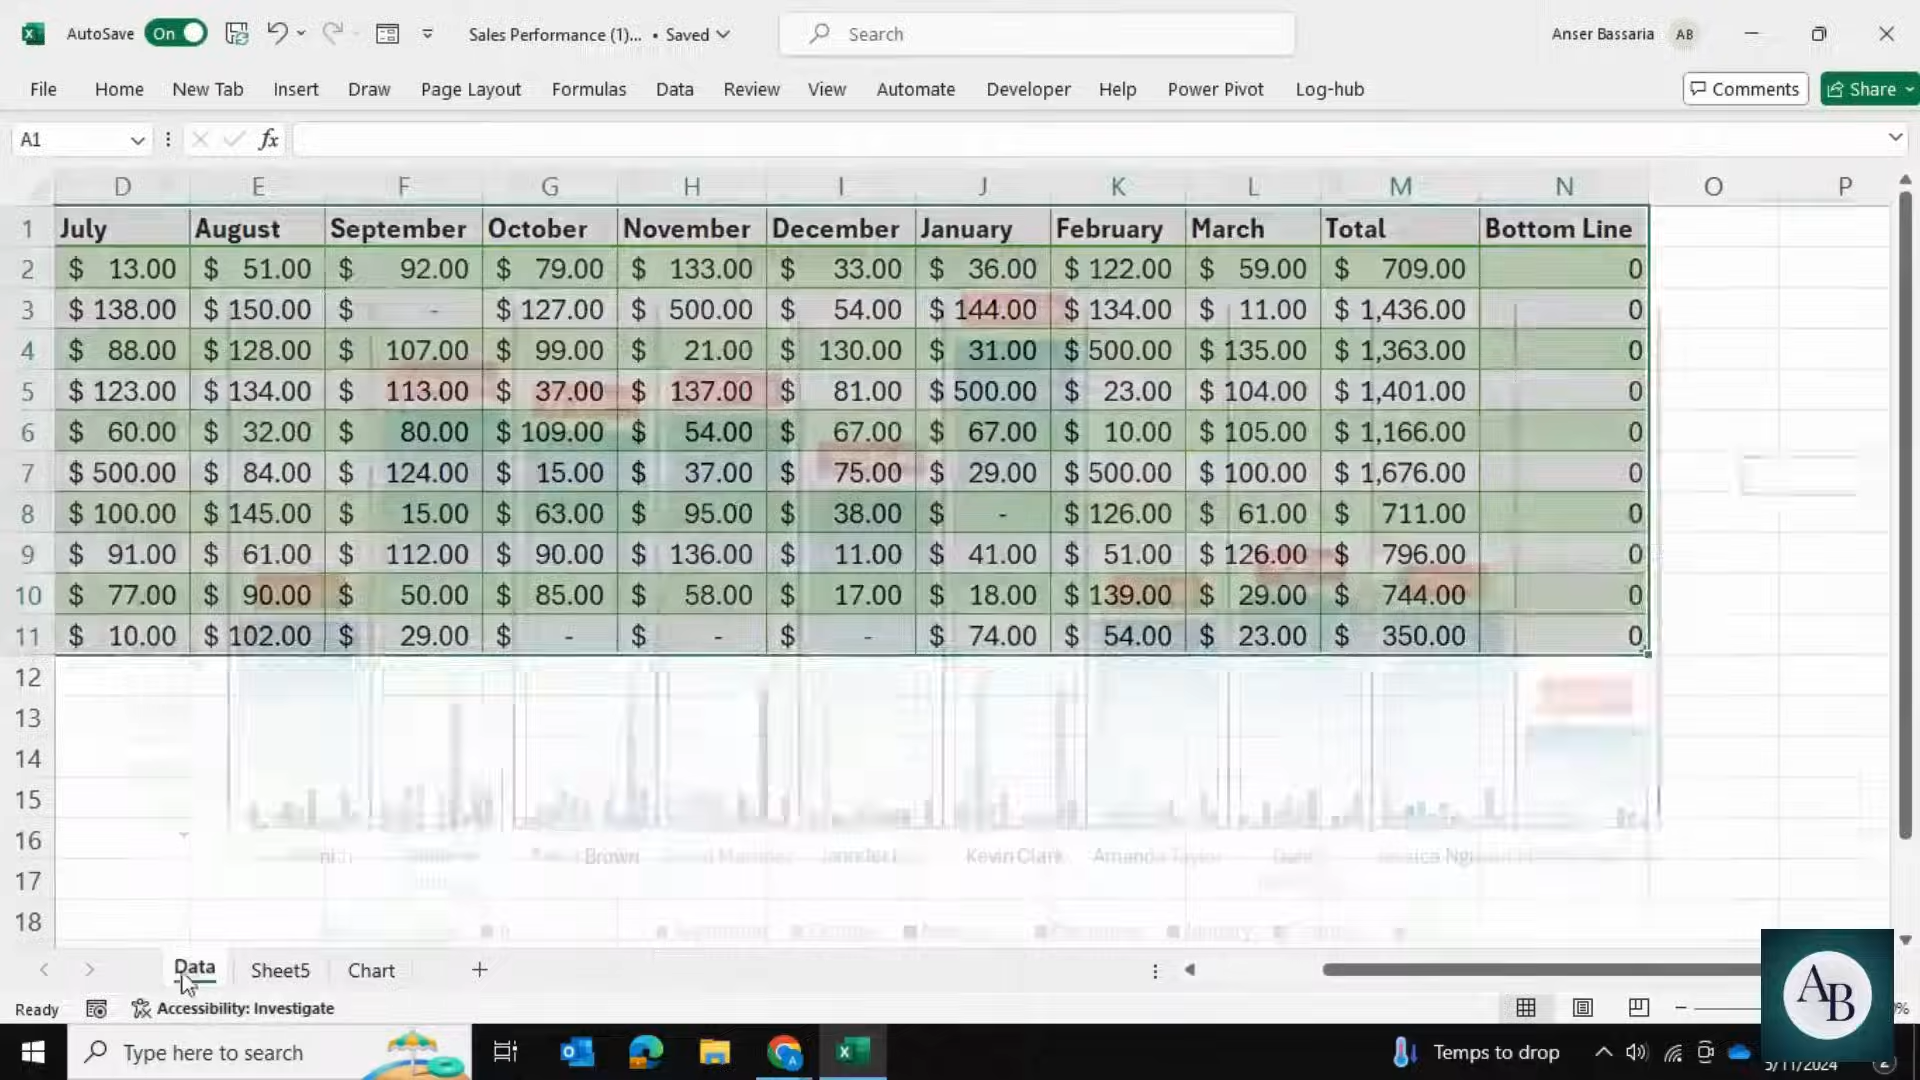 AutoSave On Sales Performance (1)... • Saved Search Anser Bassaria AB
File Home New Tab Insert Draw Page Layout Formulas Data Review View Automate Developer Help Power Pivot Log-hub Comments Share
A1 fx
D E F G H I J K L M N O P
1 July August September October November December January February March Total Bottom Line
2 $ 13.00 $ 51.00 $ 92.00 $ 79.00 $ 133.00 $ 33.00 $ 36.00 $ 122.00 $ 59.00 $ 709.00 0
3 $ 138.00 $ 150.00 $ - $ 127.00 $ 500.00 $ 54.00 $ 144.00 $ 134.00 $ 11.00 $ 1,436.00 0
4 $ 88.00 $ 128.00 $ 107.00 $ 99.00 $ 21.00 $ 130.00 $ 31.00 $ 500.00 $ 135.00 $ 1,363.00 0
5 $ 123.00 $ 134.00 $ 113.00 $ 37.00 $ 137.00 $ 81.00 $ 500.00 $ 23.00 $ 104.00 $ 1,401.00 0
6 $ 60.00 $ 32.00 $ 80.00 $ 109.00 $ 54.00 $ 67.00 $ 67.00 $ 10.00 $ 105.00 $ 1,166.00 0
7 $ 500.00 $ 84.00 $ 124.00 $ 15.00 $ 37.00 $ 75.00 $ 29.00 $ 500.00 $ 100.00 $ 1,676.00 0
8 $ 100.00 $ 145.00 $ 15.00 $ 63.00 $ 95.00 $ 38.00 $ - $ 126.00 $ 61.00 $ 711.00 0
9 $ 91.00 $ 61.00 $ 112.00 $ 90.00 $ 136.00 $ 11.00 $ 41.00 $ 51.00 $ 126.00 $ 796.00 0
10 $ 77.00 $ 90.00 $ 50.00 $ 85.00 $ 58.00 $ 17.00 $ 18.00 $ 139.00 $ 29.00 $ 744.00 0
11 $ 10.00 $ 102.00 $ 29.00 $ - $ - $ - $ 74.00 $ 54.00 $ 23.00 $ 350.00 0
12
13
14
15
16
Brown Kevin Clark Amanda Taylor
17
18
January
Data Sheet5 Chart
Ready Accessibility: Investigate
AB
Type here to search Temps to drop
5/11/2024